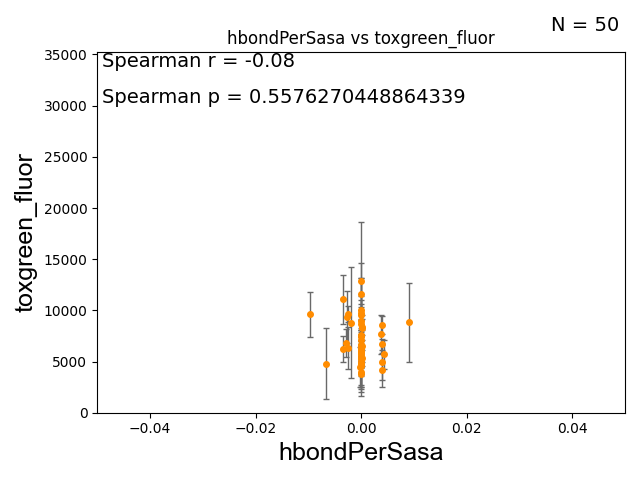 N = 50
hbondPerSasa vs toxgreen_fluor
Spearman r = -0.08
Spearman p = 0.5576270448864339
toxgreen_fluor
35000
30000
25000
20000
15000
10000
5000
0
−0.04
−0.02
0.00
0.02
0.04
hbondPerSasa